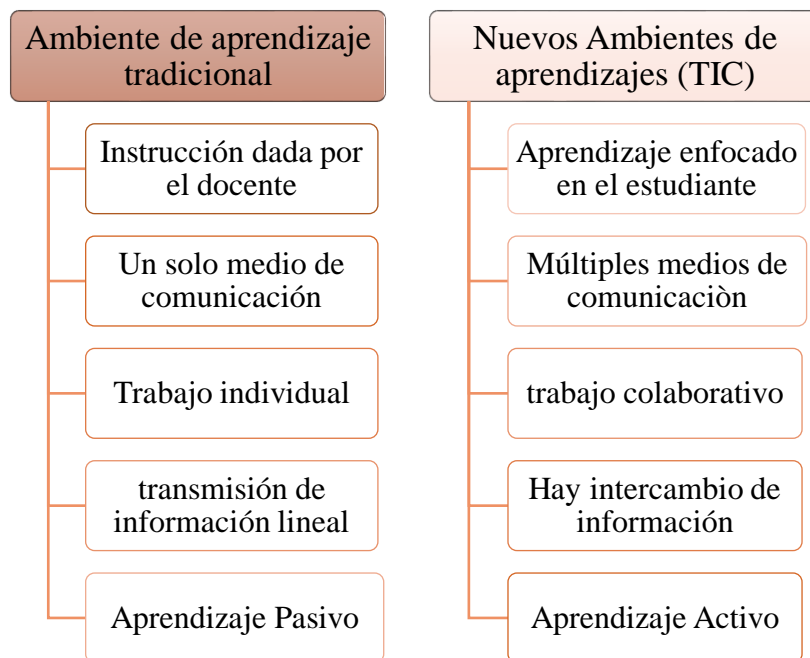 Ambiente de aprendizaje
tradicional
Instrucción dada por
el docente
Un solo medio de
comunicación
Trabajo individual
transmisión de
información lineal
Aprendizaje Pasivo
Nuevos Ambientes de
aprendizajes (TIC)
Aprendizaje enfocado
en el estudiante
Múltiples medios de
comunicaciòn
trabajo colaborativo
Hay intercambio de
información
Aprendizaje Activo